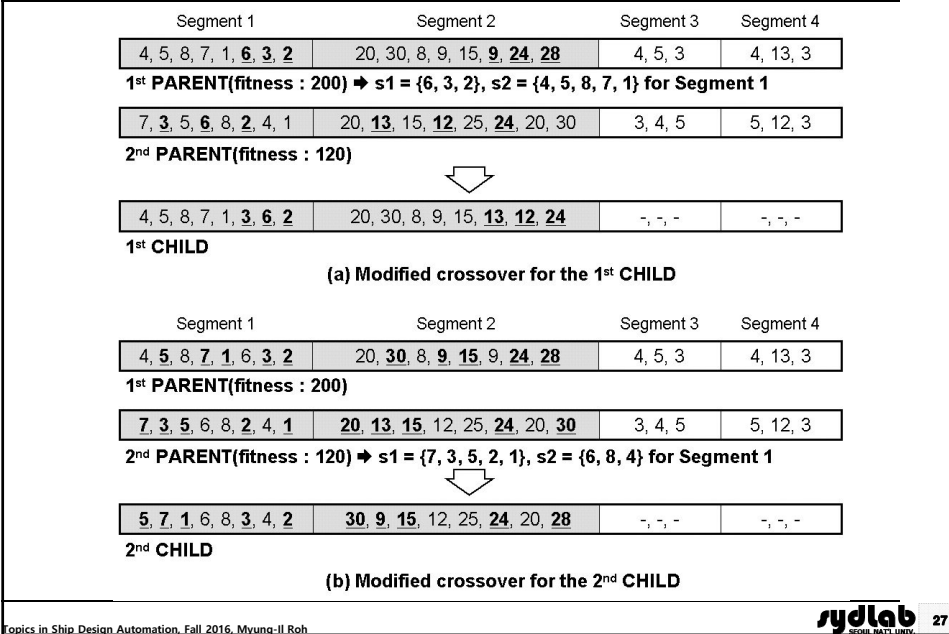 Segment 1 Segment 2 Segment 3 Segment 4
4, 5, 8, 7, 1, 6, 3, 2 20, 30, 8, 9, 15, 9, 24, 28 4, 5, 3 4, 13, 3
1st PARENT(fitness : 200) ➔ s1 = {6, 3, 2}, s2 = {4, 5, 8, 7, 1} for Segment 1
7, 3, 5, 6, 8, 2, 4, 1 20, 13, 15, 12, 25, 24, 20, 30 3, 4, 5 5, 12, 3
2nd PARENT(fitness : 120)
4, 5, 8, 7, 1, 3, 6, 2 20, 30, 8, 9, 15, 13, 12, 24 -, -, - -, -, -
1st CHILD
(a) Modified crossover for the 1st CHILD
Segment 1 Segment 2 Segment 3 Segment 4
4, 5, 8, 7, 1, 6, 3, 2 20, 30, 8, 9, 15, 9, 24, 28 4, 5, 3 4, 13, 3
1st PARENT(fitness : 200)
7, 3, 5, 6, 8, 2, 4, 1 20, 13, 15, 12, 25, 24, 20, 30 3, 4, 5 5, 12, 3
2nd PARENT(fitness : 120) ➔ s1 = {7, 3, 5, 2, 1}, s2 = {6, 8, 4} for Segment 1
5, 7, 1, 6, 8, 3, 4, 2 30, 9, 15, 12, 25, 24, 20, 28 -, -, - -, -, -
2nd CHILD
(b) Modified crossover for the 2nd CHILD
Topics in Ship Design Automation, Fall 2016, Myung-Il Roh
sydlab 27
SEOUL NAT'L UNIV.